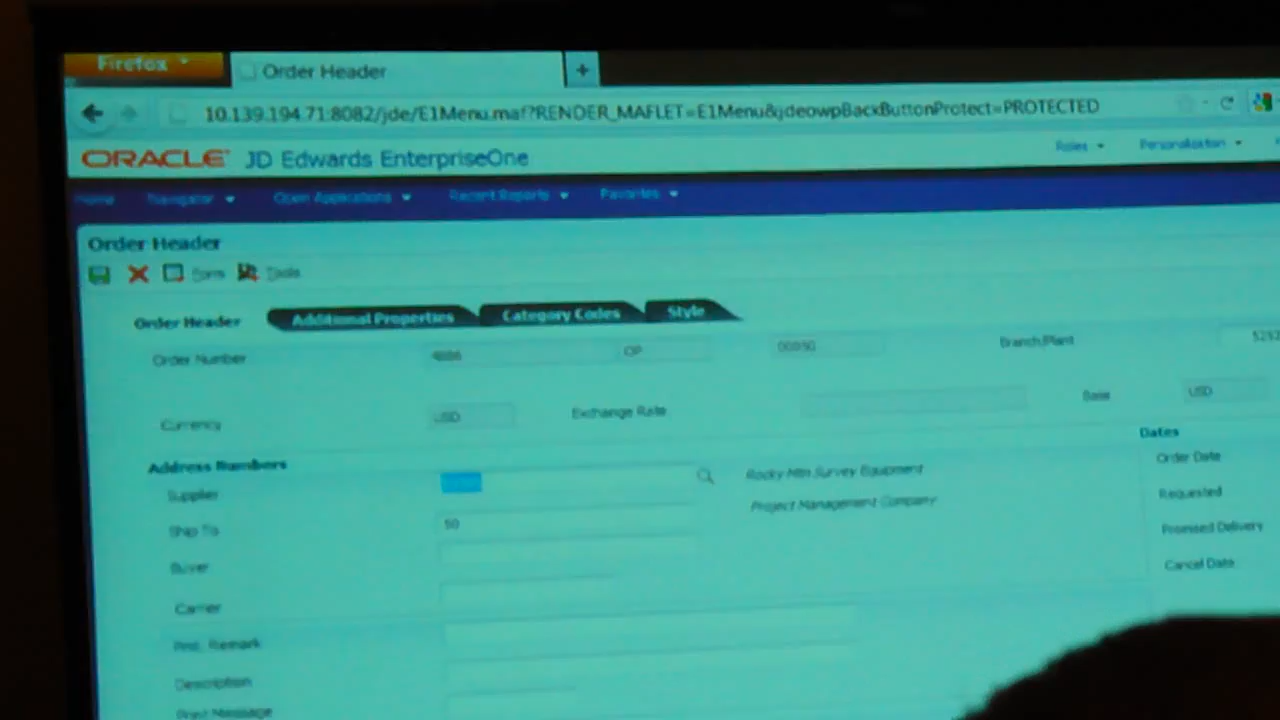 Firefox
Order Header
+
10.139.194.71:8082/jde/E1Menu.maf?RENDER_MAFLET=E1Menu&jdeowpBackButtonProtect=PROTECTED
ORACLE JD Edwards EnterpriseOne
Roles
Personalization
Home
Navigator
Open Applications
Recent Reports
Favorites
Order Header
Form
Tools
Order Header
Additional Properties
Category Codes
Style
Order Number
OP
Branch/Plant
Currency
USD
Exchange Rate
Base
USD
Address Numbers
Dates
Supplier
Rocky Mtn Survey Equipment
Order Date
Ship To
50
Project Management Company
Requested
Buyer
Promised Delivery
Carrier
Cancel Date
Remark
Description
Print Message